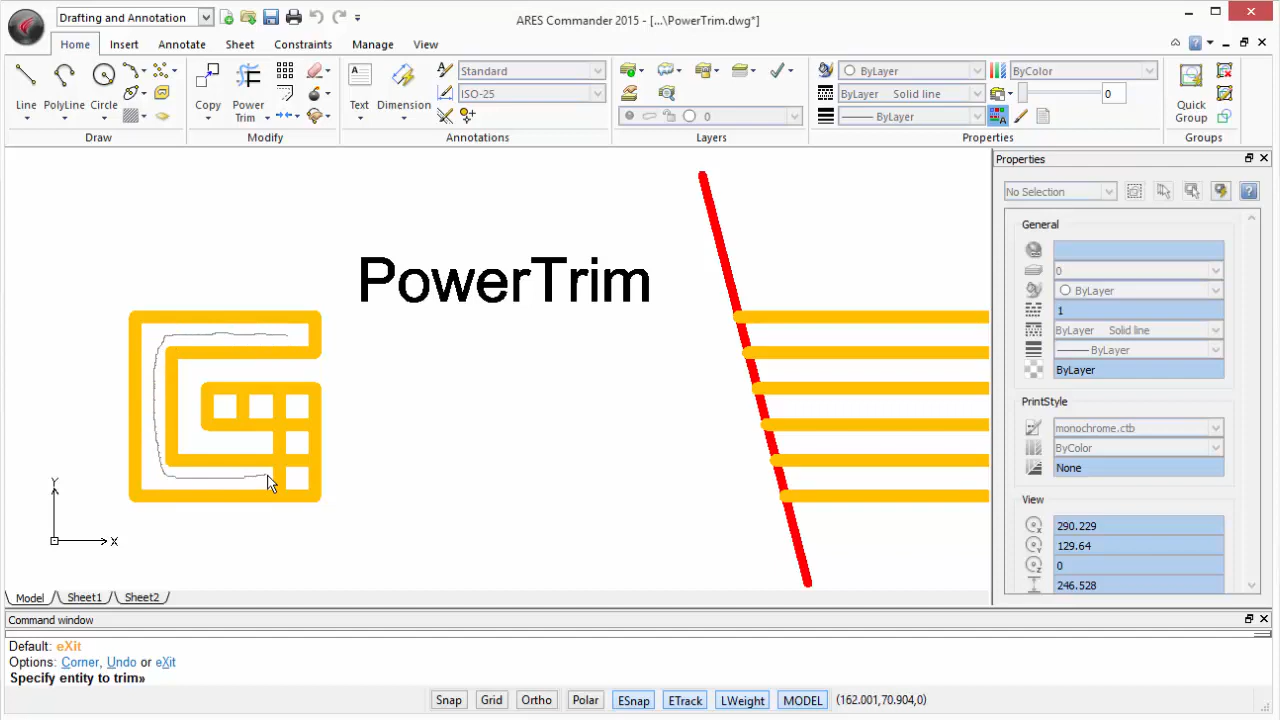 Drafting and Annotation
ARES Commander 2015 - [...\PowerTrim.dwg*]
Home Insert Annotate Sheet Constraints Manage View
Line PolyLine Circle
Copy Power Trim
Text Dimension
Standard
ISO-25
0
ByLayer
ByColor
ByLayer Solid line
0
ByLayer
Quick Group
Draw Modify Annotations Layers Properties Groups
Properties
No Selection
General
0
ByLayer
1
ByLayer Solid line
ByLayer
ByLayer
PrintStyle
monochrome.ctb
ByColor
None
View
X 290.229
Y 129.64
Z 0
246.528
PowerTrim
Y
X
Model Sheet1 Sheet2
Command window
Default: eXit
Options: Corner, Undo or eXit
Specify entity to trim»
Snap Grid Ortho Polar ESnap ETrack LWeight MODEL (162.001,70.904,0)